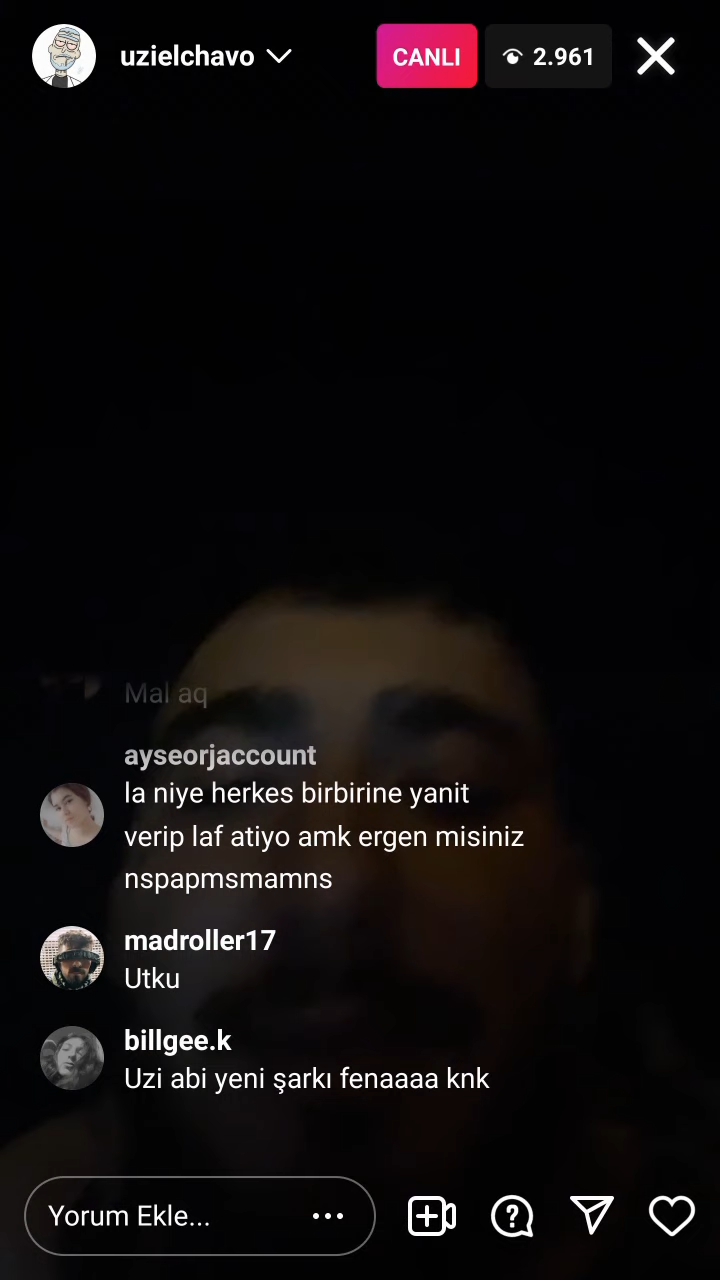 uzielchavo
CANLI
2.961
Mal aq
ayseorjaccount
la niye herkes birbirine yanit
verip laf atiyo amk ergen misiniz
nspapmsmamns
madroller17
Utku
billgee.k
Uzi abi yeni şarkı fenaaaa knk
Yorum Ekle...